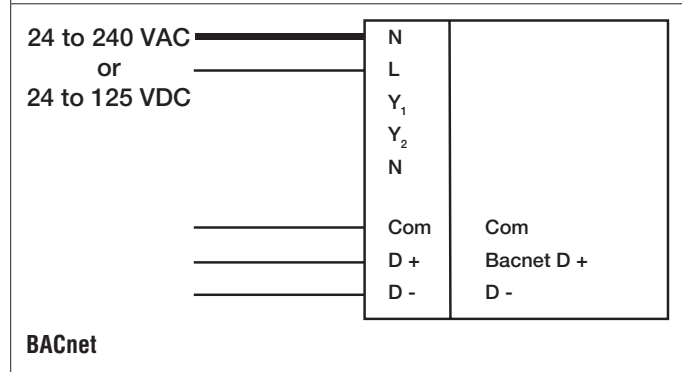 24 to 240 VAC
or
24 to 125 VDC
N
L
Y1
Y2
N
Com Com
D + Bacnet D +
D - D -
BACnet